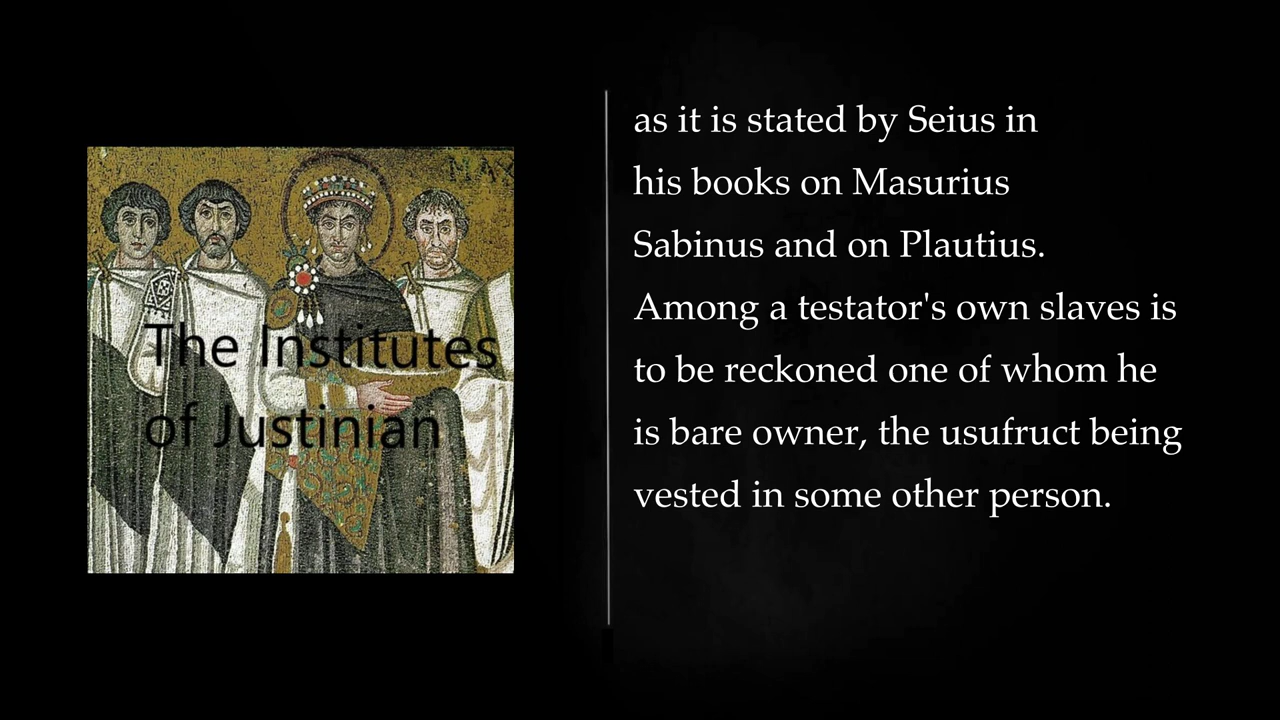 MAX
The Institutes
of Justinian
as it is stated by Seius in
his books on Masurius
Sabinus and on Plautius.
Among a testator's own slaves is
to be reckoned one of whom he
is bare owner, the usufruct being
vested in some other person.